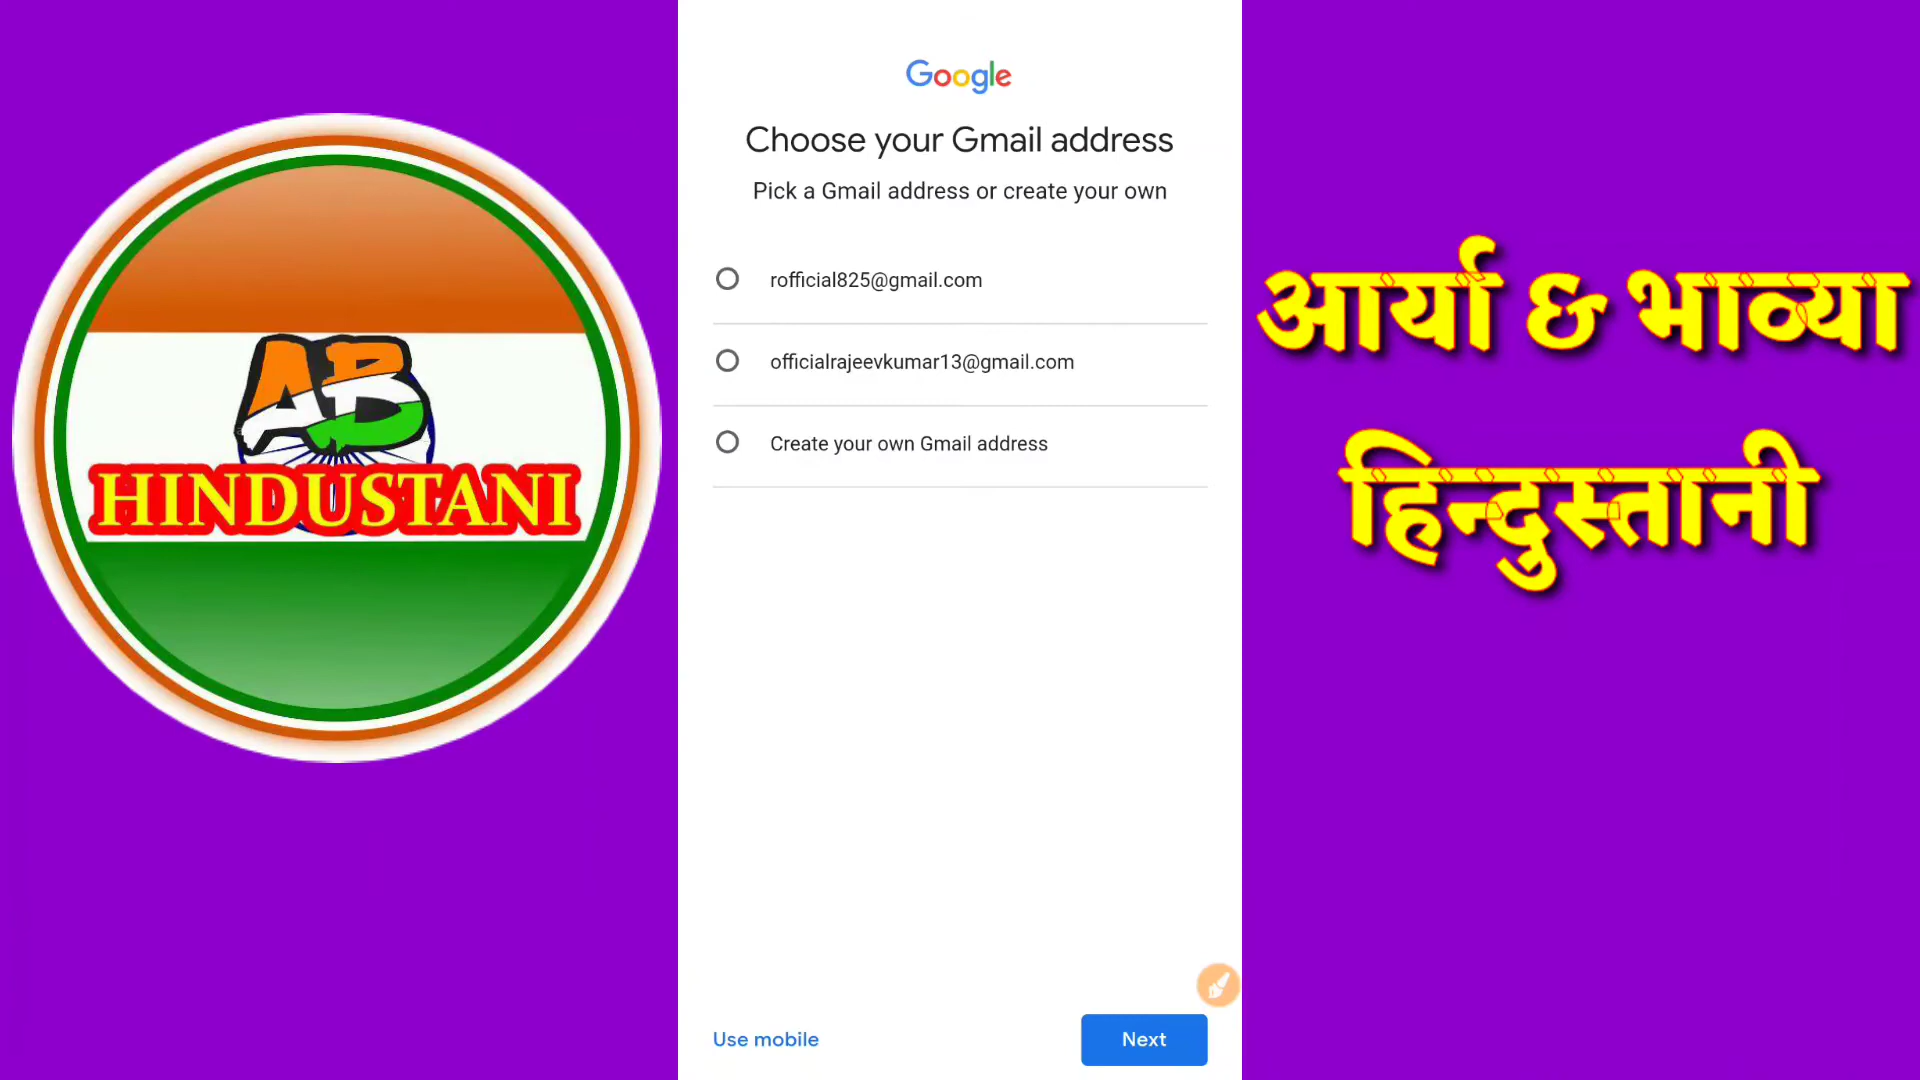 Google
Choose your Gmail address
Pick a Gmail address or create your own
rofficial825@gmail.com
officialrajeevkumar13@gmail.com
Create your own Gmail address
Use mobile
Next
AB
HINDUSTANI
आर्या & भाव्या
हिन्दुस्तानी